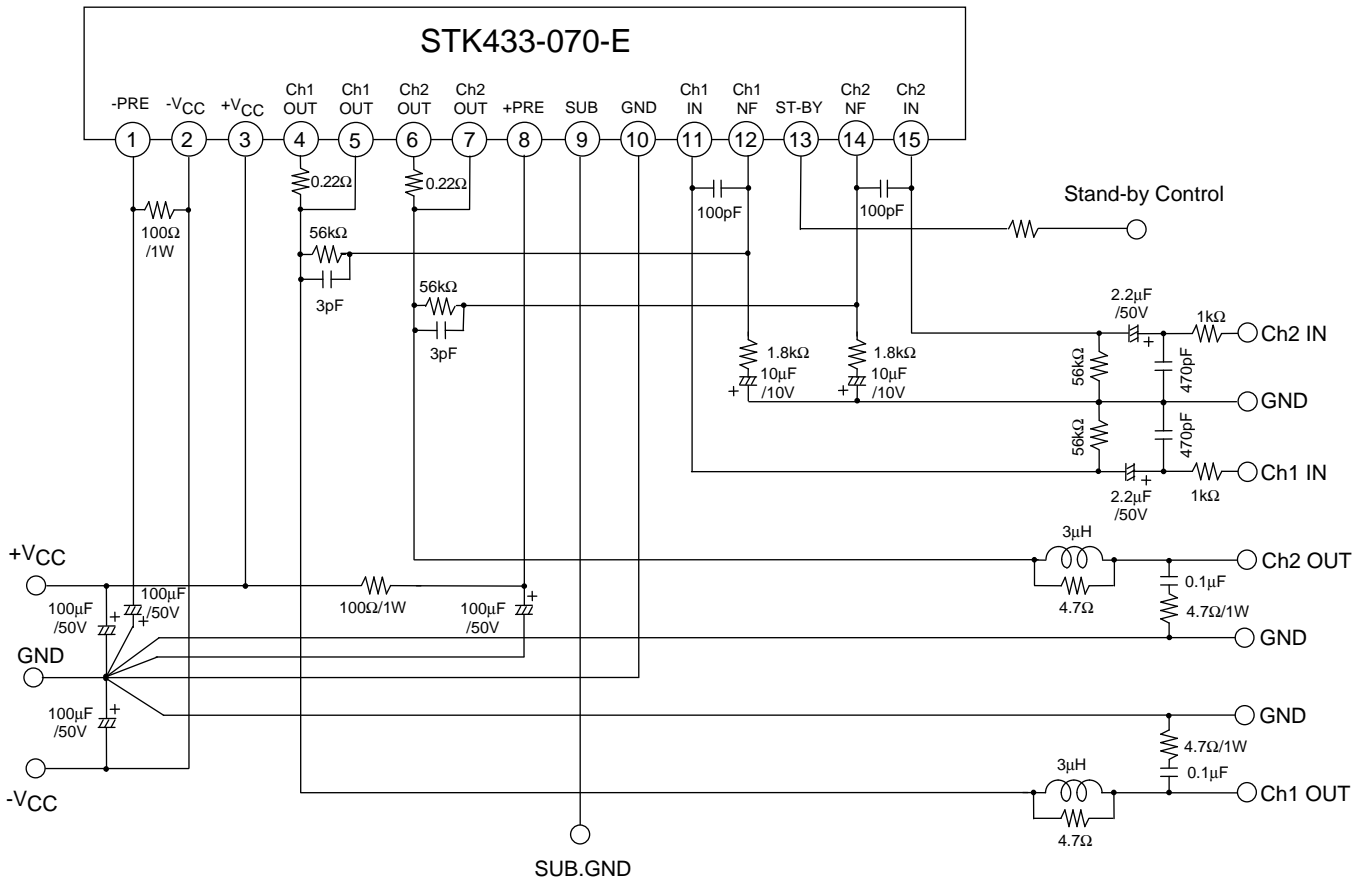 STK433-070-E
-PRE
-VCC
+VCC
Ch1
OUT
Ch1
OUT
Ch2
OUT
Ch2
OUT
+PRE
SUB
GND
Ch1
IN
Ch1
NF
ST-BY
Ch2
NF
Ch2
IN
1
2
3
4
5
6
7
8
9
10
11
12
13
14
15
0.22Ω
0.22Ω
100pF
100pF
Stand-by Control
100Ω
/1W
56kΩ
3pF
56kΩ
3pF
2.2µF
/50V
1kΩ
Ch2 IN
1.8kΩ
10µF
/10V
+
1.8kΩ
10µF
/10V
+
+
56kΩ
470pF
GND
56kΩ
470pF
Ch1 IN
+
2.2µF
/50V
1kΩ
3µH
4.7Ω
Ch2 OUT
0.1µF
4.7Ω/1W
GND
+VCC
100µF
/50V
+
100µF
/50V
+
100Ω/1W
100µF
/50V
+
GND
100µF
/50V
+
-VCC
GND
4.7Ω/1W
0.1µF
3µH
4.7Ω
Ch1 OUT
SUB.GND